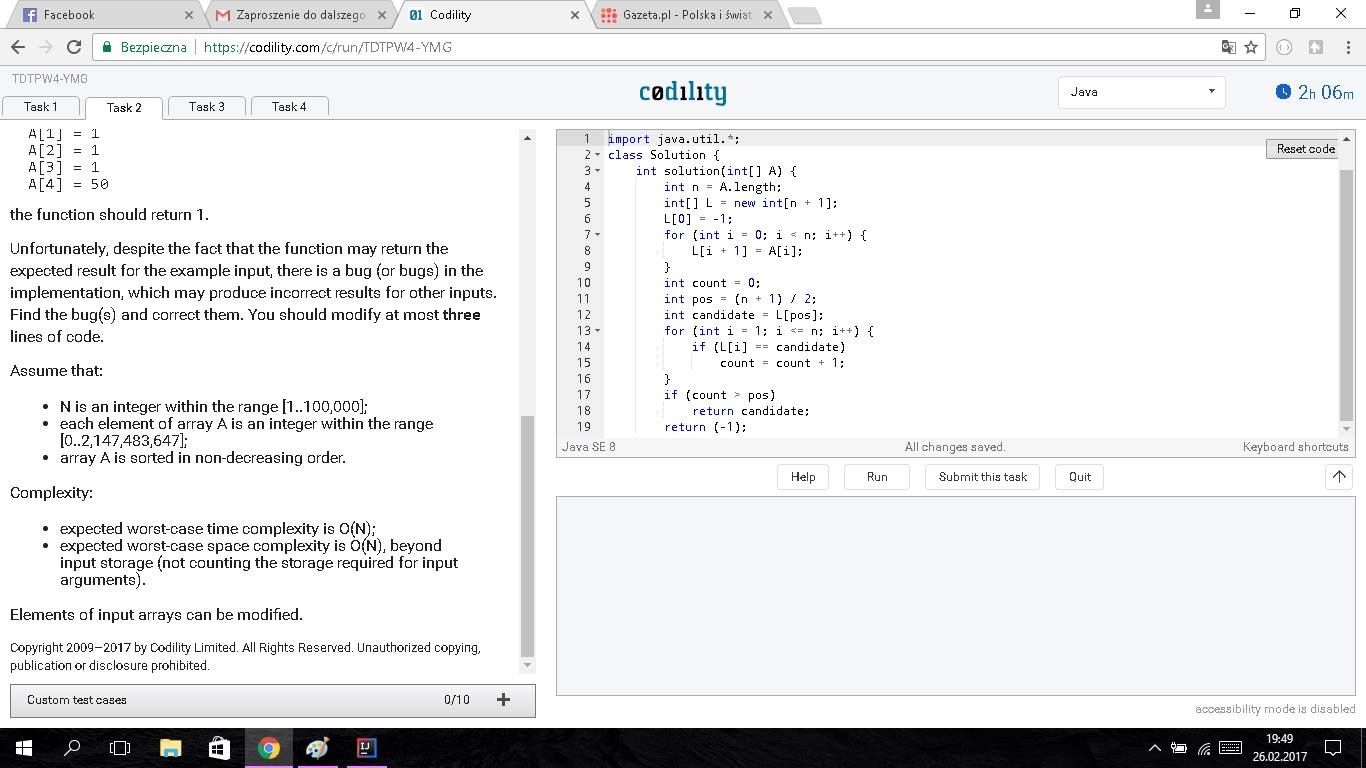 Facebook
Zaproszenie do dalszego
Codility
Gazeta.pl - Polska i świat
Bezpieczna
https://codility.com/c/run/TDTPW4-YMG
TDTPW4-YMG
Task 1
Task 2
Task 3
Task 4
codility
Java
2h 06m
A[1] = 1
A[2] = 1
A[3] = 1
A[4] = 50
the function should return 1.
Unfortunately, despite the fact that the function may return the
expected result for the example input, there is a bug (or bugs) in the
implementation, which may produce incorrect results for other inputs.
Find the bug(s) and correct them. You should modify at most three
lines of code.
Assume that:
• N is an integer within the range [1..100,000];
• each element of array A is an integer within the range
[0..2,147,483,647];
• array A is sorted in non-decreasing order.
Complexity:
• expected worst-case time complexity is O(N);
• expected worst-case space complexity is O(N), beyond
input storage (not counting the storage required for input
arguments).
Elements of input arrays can be modified.
Copyright 2009–2017 by Codility Limited. All Rights Reserved. Unauthorized copying,
publication or disclosure prohibited.
Custom test cases
0/10
Reset code
1 import java.util.*;
2 class Solution {
3 int solution(int[] A) {
4 int n = A.length;
5 int[] L = new int[n + 1];
6 L[0] = -1;
7 for (int i = 0; i < n; i++) {
8 L[i + 1] = A[i];
9 }
10 int count = 0;
11 int pos = (n + 1) / 2;
12 int candidate = L[pos];
13 for (int i = 1; i <= n; i++) {
14 if (L[i] == candidate)
15 count = count + 1;
16 }
17 if (count > pos)
18 return candidate;
19 return (-1);
Java SE 8
All changes saved.
Keyboard shortcuts
Help
Run
Submit this task
Quit
accessibility mode is disabled
19:49
26.02.2017